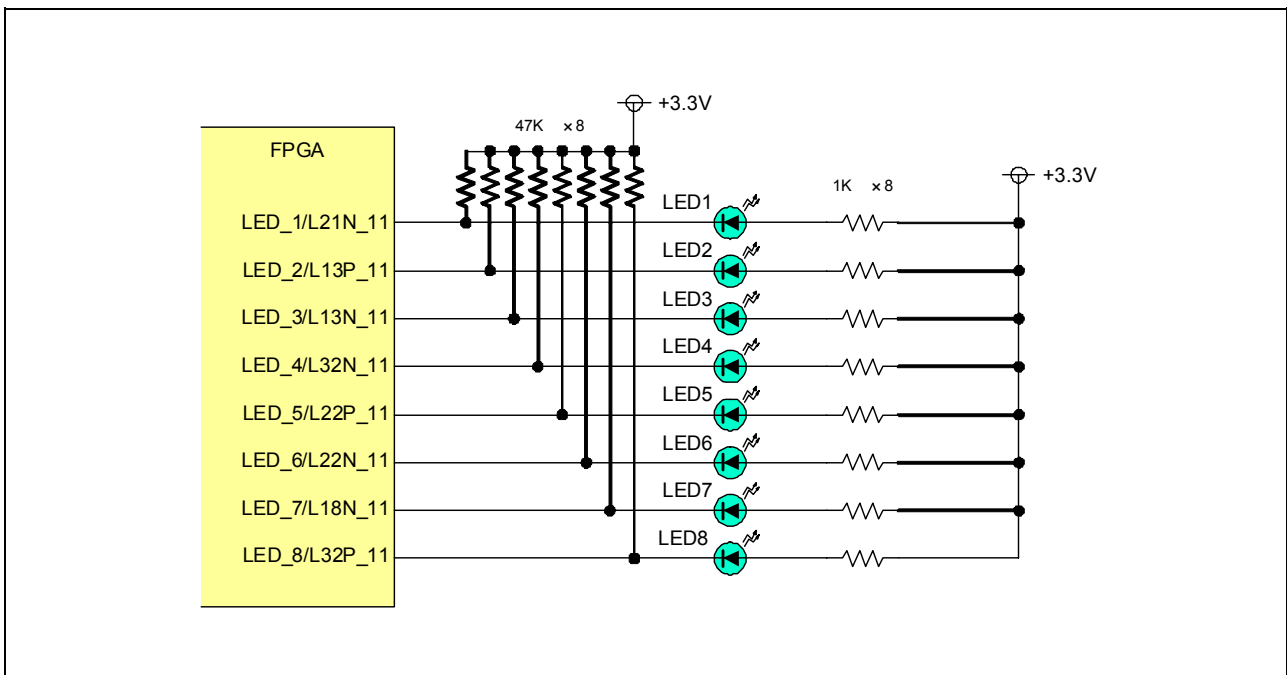 +3.3V
47K ×8
FPGA
+3.3V
1K ×8
LED_1/L21N_11
LED1
LED_2/L13P_11
LED2
LED_3/L13N_11
LED3
LED_4/L32N_11
LED4
LED_5/L22P_11
LED5
LED_6/L22N_11
LED6
LED_7/L18N_11
LED7
LED_8/L32P_11
LED8